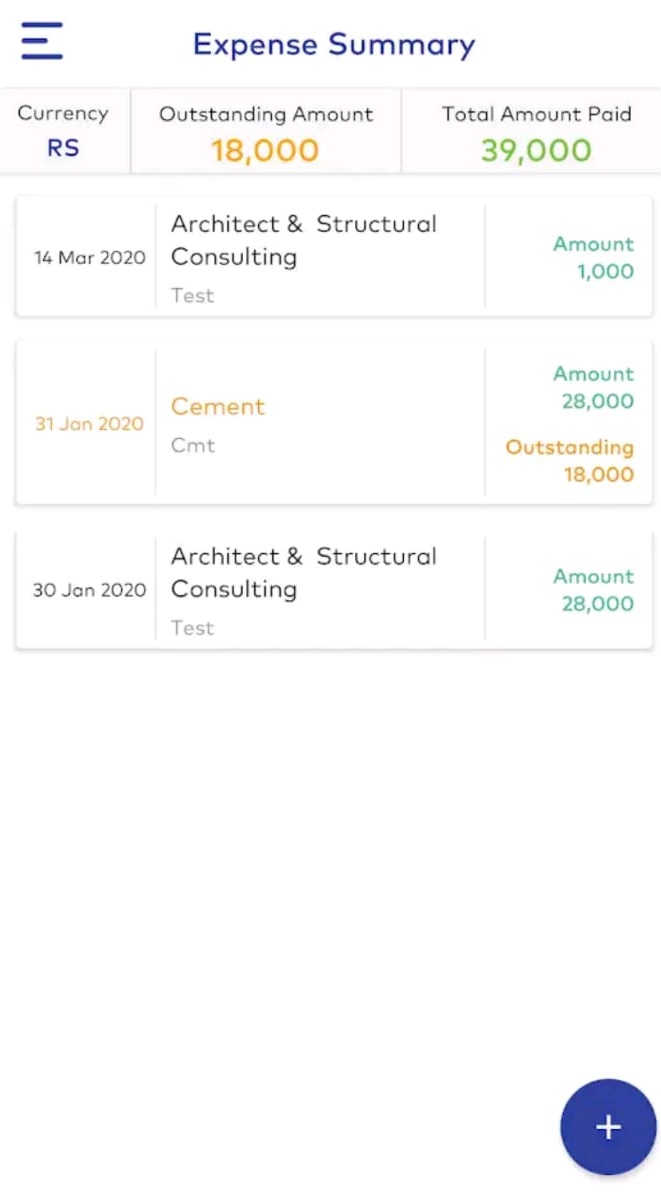 Expense Summary
Currency
RS
Outstanding Amount
18,000
Total Amount Paid
39,000
14 Mar 2020
Architect & Structural
Consulting
Test
Amount
1,000
31 Jan 2020
Cement
Cmt
Amount
28,000
Outstanding
18,000
30 Jan 2020
Architect & Structural
Consulting
Test
Amount
28,000
+